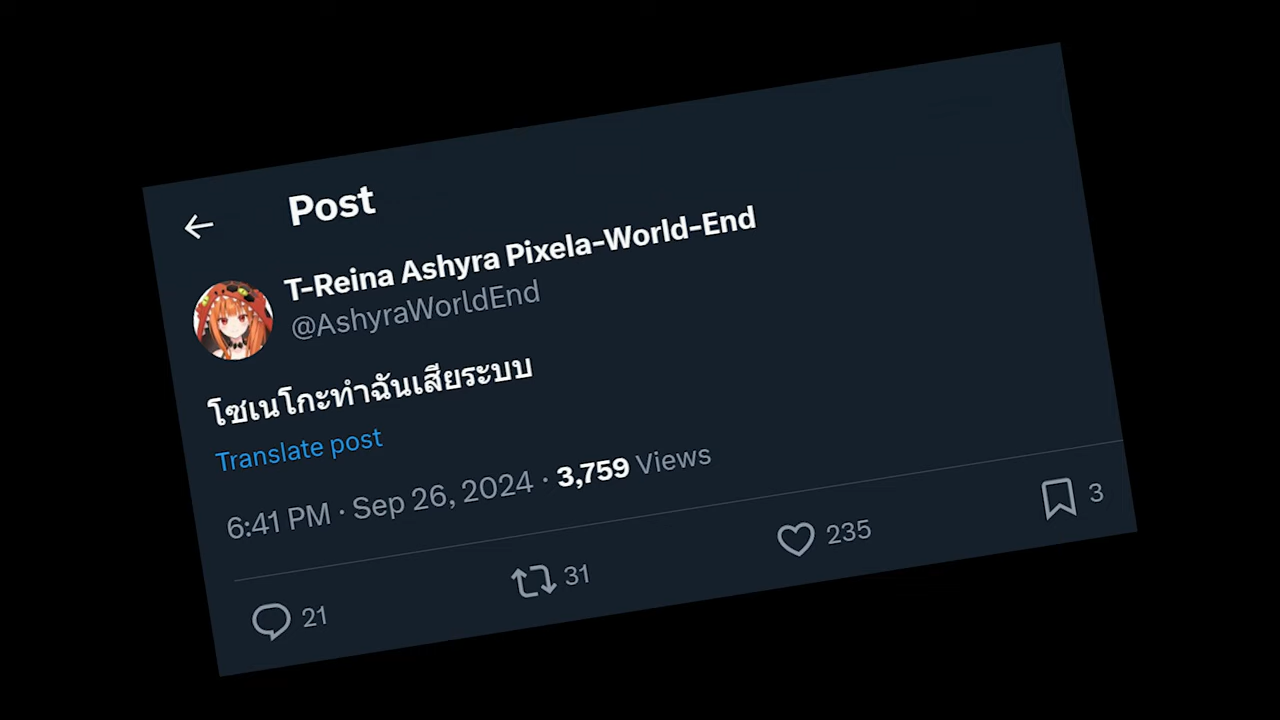 Post
T-Reina Ashyra Pixela-World-End
@AshyraWorldEnd
โซเนโกะทำฉันเสียระบบ
Translate post
6:41 PM · Sep 26, 2024 · 3,759 Views
21 31 235 3